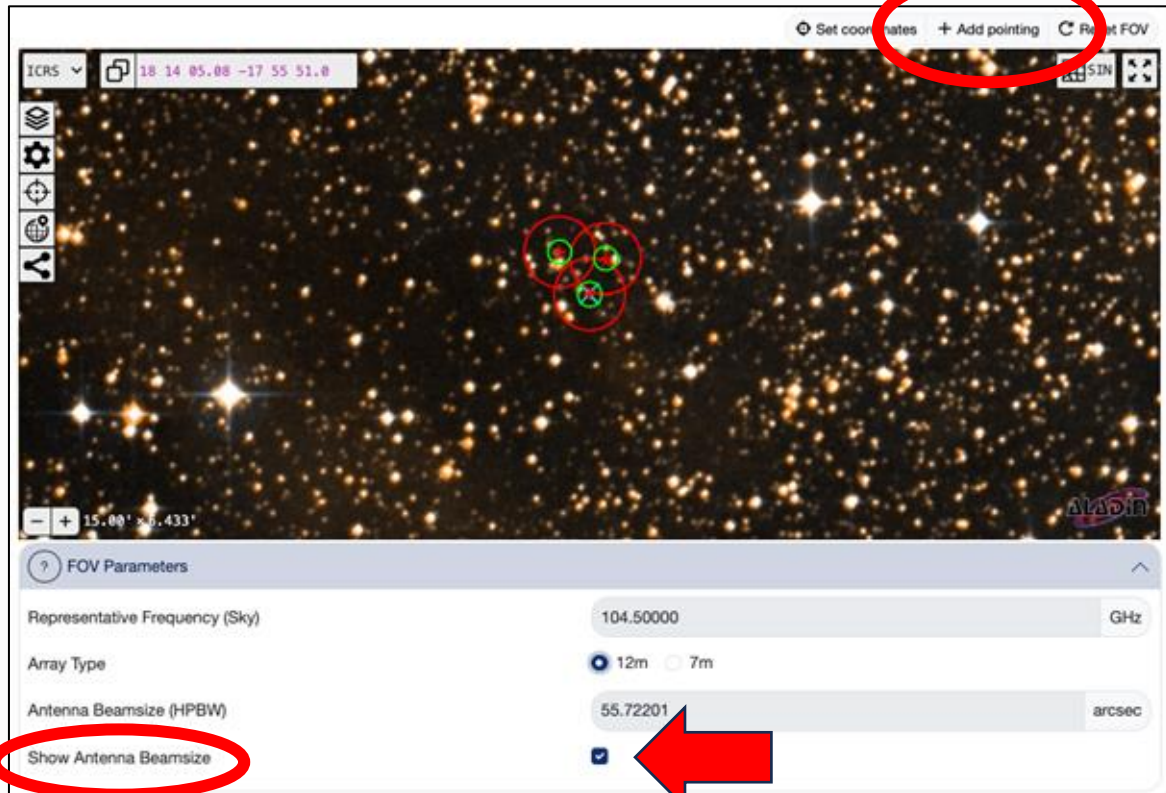 Set coordinates + Add pointing Reset FOV
ICRS 18 14 05.08 -17 55 51.0 SIN
- + 15.00' × 6.433' ALADIN
? FOV Parameters
Representative Frequency (Sky) 104.50000 GHz
Array Type 12m 7m
Antenna Beamsize (HPBW) 55.72201 arcsec
Show Antenna Beamsize